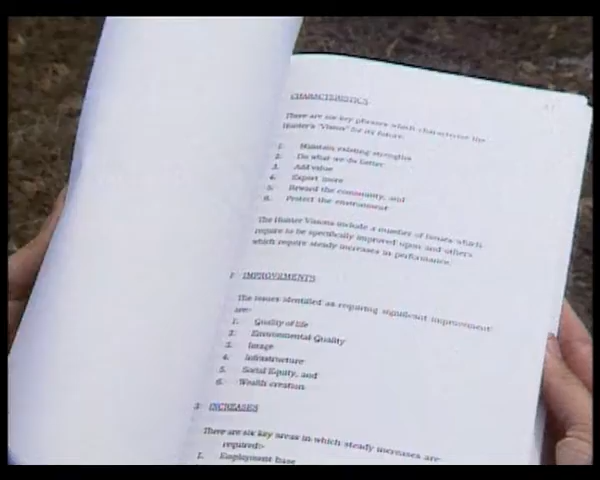 CHARACTERISTICS
There are six key phrases which characterise the
Hunter's "Vision" for its future:
1. Maintain existing strengths
2. Do what we do better
3. Add value
4. Export more
5. Reward the community, and
6. Protect the environment
The Hunter Visions include a number of issues which
require to be specifically improved upon and others
which require steady increases in performance.
1 IMPROVEMENTS
The issues identified as requiring significant improvement
are:-
1. Quality of life
2. Environmental Quality
3. Image
4. Infrastructure
5. Social Equity, and
6. Wealth creation
2 INCREASES
There are six key areas in which steady increases are
required:-
1. Employment base